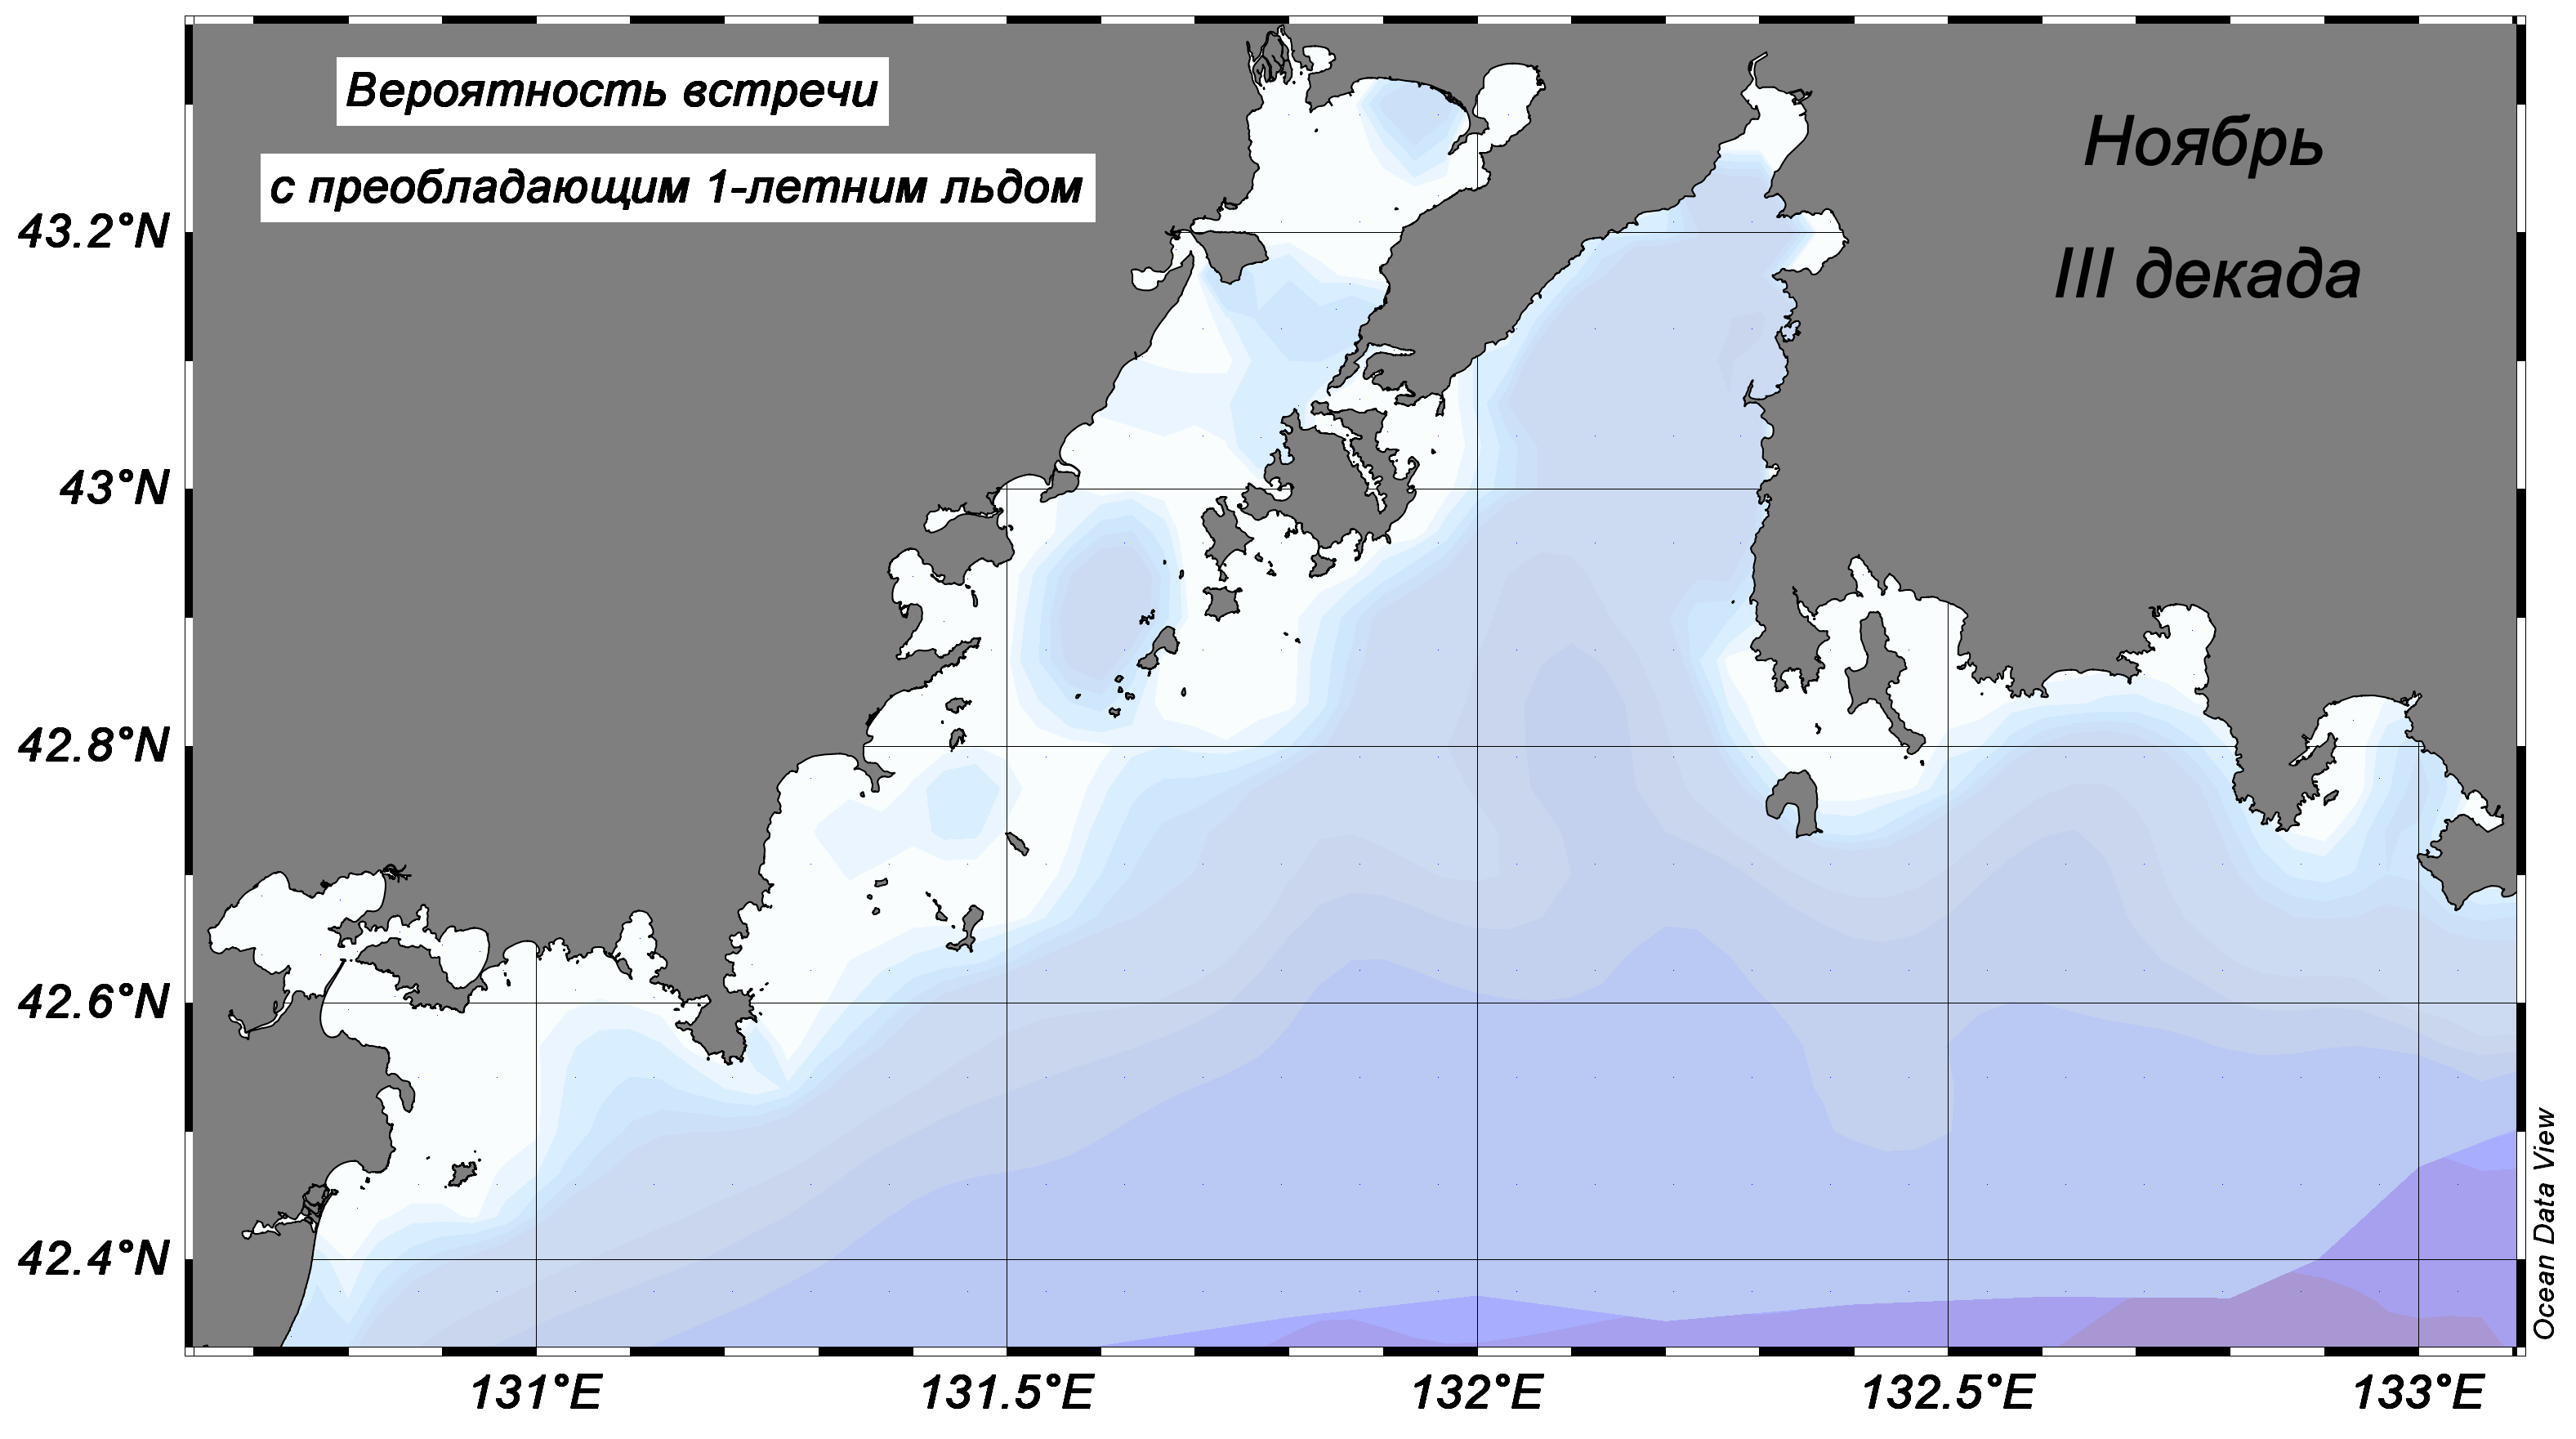 Вероятность встречи
с преобладающим 1-летним льдом
Ноябрь
III декада
43.2°N
43°N
42.8°N
42.6°N
42.4°N
131°E
131.5°E
132°E
132.5°E
133°E
Ocean Data View